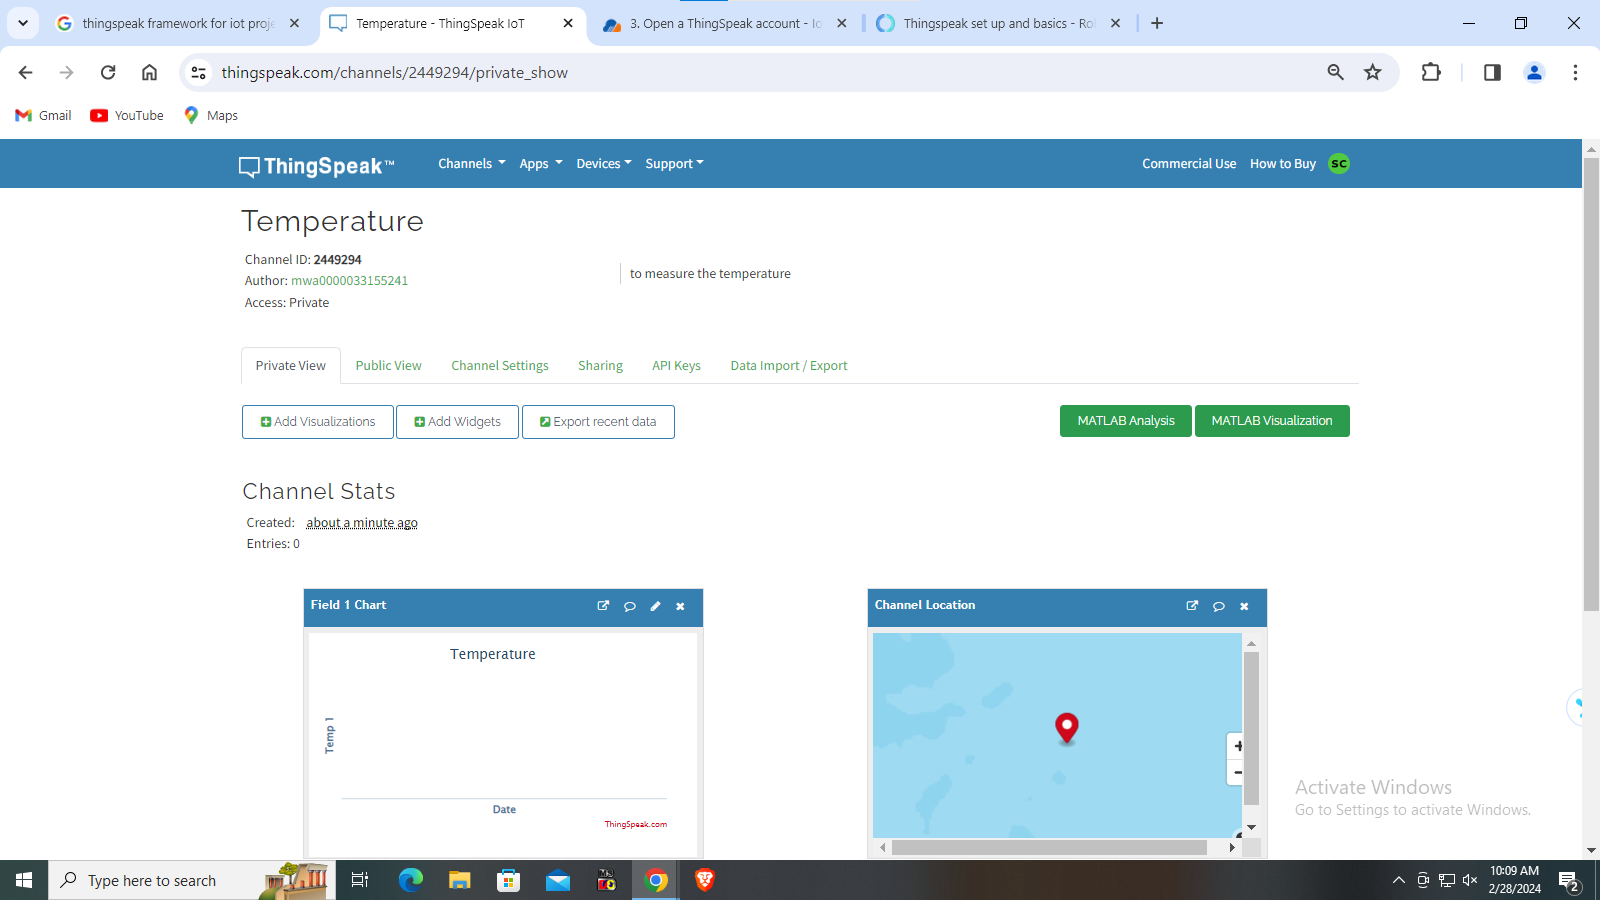 thingspeak framework for iot proje
Temperature - ThingSpeak IoT
3. Open a ThingSpeak account - Io
Thingspeak set up and basics - Rol
thingspeak.com/channels/2449294/private_show
Gmail
YouTube
Maps
ThingSpeak™
Channels
Apps
Devices
Support
Commercial Use
How to Buy
SC
Temperature
Channel ID: 2449294
Author: mwa0000033155241
Access: Private
to measure the temperature
Private View
Public View
Channel Settings
Sharing
API Keys
Data Import / Export
Add Visualizations
Add Widgets
Export recent data
MATLAB Analysis
MATLAB Visualization
Channel Stats
Created: about a minute ago
Entries: 0
Field 1 Chart
Temperature
Temp 1
Date
ThingSpeak.com
Channel Location
+
−
Activate Windows
Go to Settings to activate Windows.
Type here to search
10:09 AM
2/28/2024
2